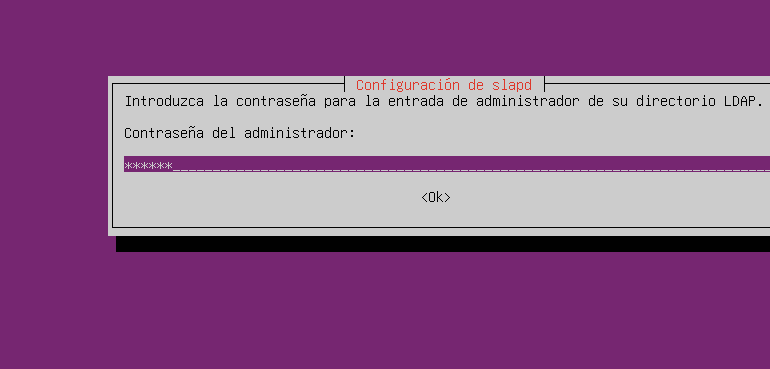 Configuración de slapd
Introduzca la contraseña para la entrada de administrador de su directorio LDAP.
Contraseña del administrador:
******
<Ok>